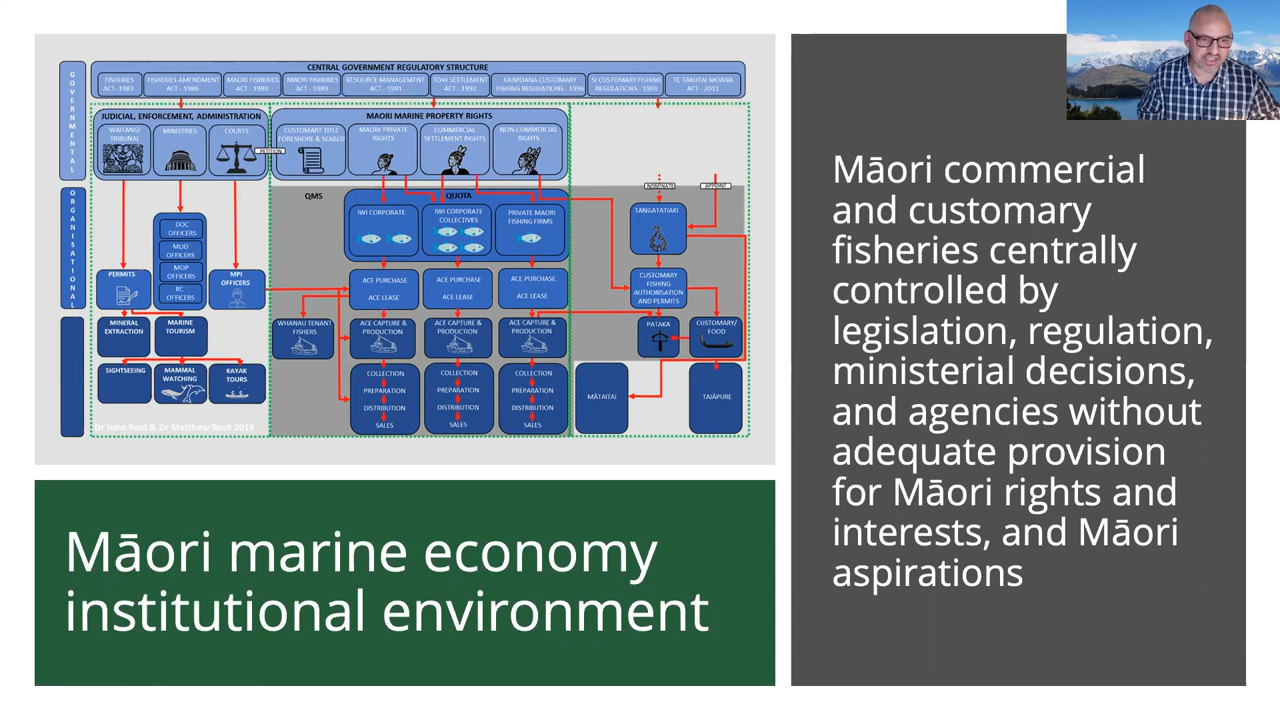 CENTRAL GOVERNMENT REGULATORY STRUCTURE
FISHERIES
ACT - 1983
FISHERIES AMENDMENT
ACT - 1986
MAORI FISHERIES
ACT - 1989
MAORI FISHERIES
ACT - 1989
RESOURCE MANAGEMENT
ACT - 1991
TOW SETTLEMENT
ACT - 1992
KAIMOANA CUSTOMARY
FISHING REGULATIONS - 1996
SI CUSTOMARY FISHING
REGULATIONS - 1999
TE TAKUTAI MOANA
ACT - 2011
GOVERNMENTAL
JUDICIAL, ENFORCEMENT, ADMINISTRATION
WAITANGI
TRIBUNAL
MINISTRIES
COURTS
PETITION
MAORI MARINE PROPERTY RIGHTS
CUSTOMARY TITLE
FORESHORE & SEABED
MAORI PRIVATE
RIGHTS
COMMERCIAL
SETTLEMENT RIGHTS
NON-COMMERCIAL
RIGHTS
NOMINATE
APPOINT
ORGANISATIONAL
QMS
QUOTA
IWI CORPORATE
IWI CORPORATE
COLLECTIVES
PRIVATE MAORI
FISHING FIRMS
TANGATATIAKI
DOC
OFFICERS
MOD
OFFICERS
MOP
OFFICERS
RC
OFFICERS
PERMITS
MPI
OFFICERS
ACE PURCHASE
ACE LEASE
ACE PURCHASE
ACE LEASE
ACE PURCHASE
ACE LEASE
CUSTOMARY
FISHING
AUTHORISATION
AND PERMITS
MINERAL
EXTRACTION
MARINE
TOURISM
WHANAU TENANT
FISHERS
ACE CAPTURE &
PRODUCTION
ACE CAPTURE &
PRODUCTION
ACE CAPTURE &
PRODUCTION
PATAKA
CUSTOMARY/
FOOD
SIGHTSEEING
MAMMAL
WATCHING
KAYAK
TOURS
COLLECTION
PREPARATION
DISTRIBUTION
SALES
COLLECTION
PREPARATION
DISTRIBUTION
SALES
COLLECTION
PREPARATION
DISTRIBUTION
SALES
MĀTAITAI
TAIĀPURE
Dr John Reid & Dr Matthew Rout 2019
Māori marine economy
institutional environment
Māori commercial
and customary
fisheries centrally
controlled by
legislation, regulation,
ministerial decisions,
and agencies without
adequate provision
for Māori rights and
interests, and Māori
aspirations